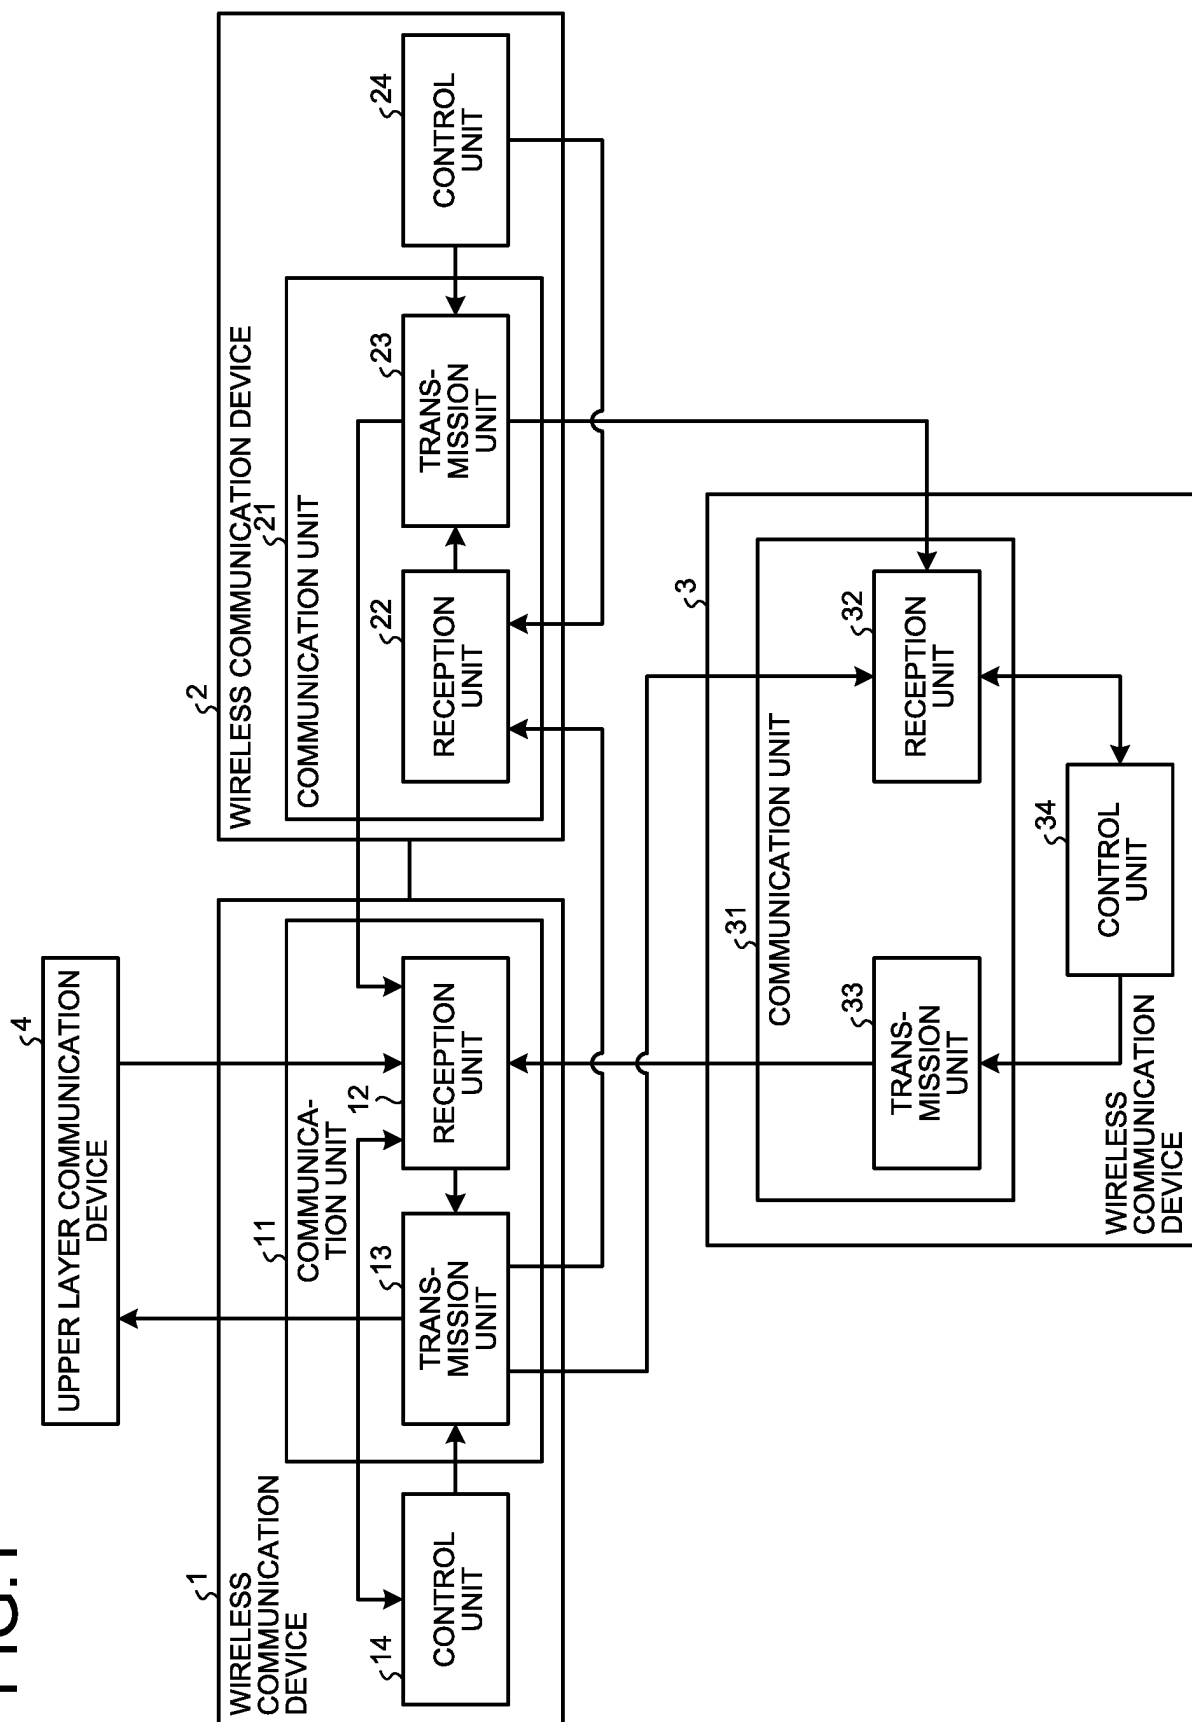 FIG.1
4
UPPER LAYER COMMUNICATION
DEVICE
1
WIRELESS
COMMUNICATION
DEVICE
11
COMMUNICA-
TION UNIT
14
CONTROL
UNIT
13
TRANS-
MISSION
UNIT
12
RECEPTION
UNIT
2
WIRELESS COMMUNICATION DEVICE
21
COMMUNICATION UNIT
22
RECEPTION
UNIT
23
TRANS-
MISSION
UNIT
24
CONTROL
UNIT
3
31
COMMUNICATION UNIT
33
TRANS-
MISSION
UNIT
32
RECEPTION
UNIT
34
CONTROL
UNIT
WIRELESS
COMMUNICATION
DEVICE